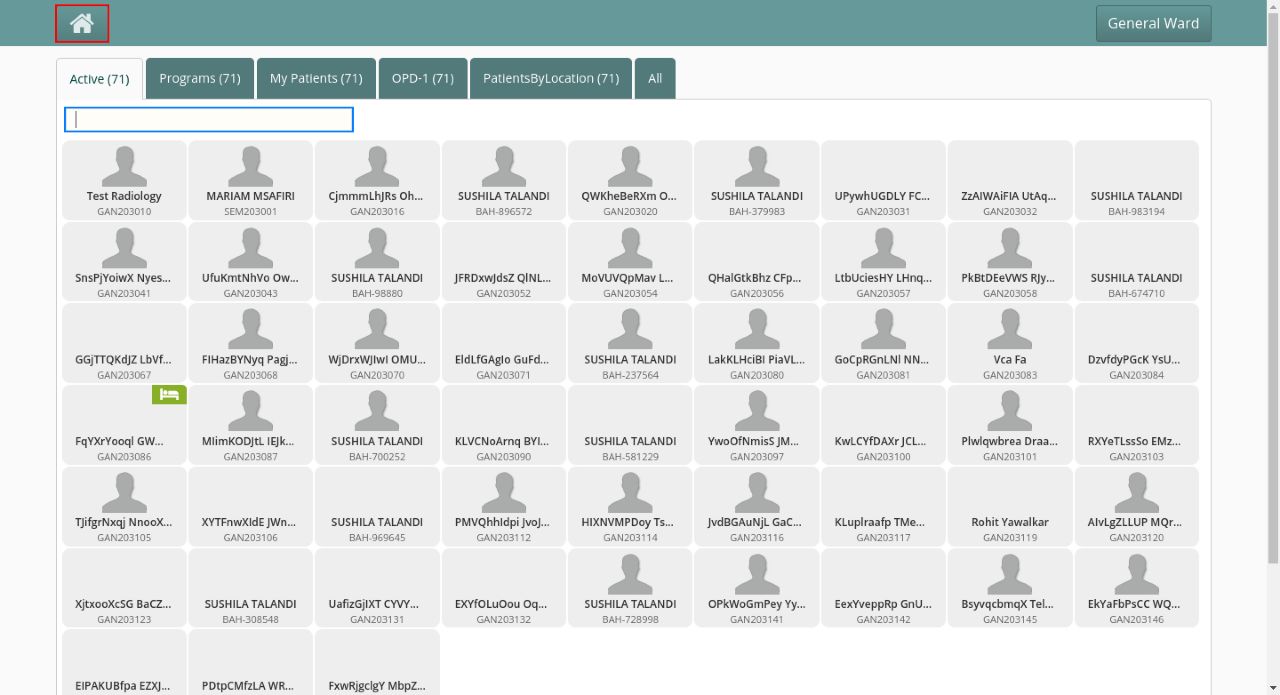 General Ward
Active (71) Programs (71) My Patients (71) OPD-1 (71) PatientsByLocation (71) All
Test Radiology MARIAM MSAFIRI CjmmmLhJRs Oh... SUSHILA TALANDI QWKheBeRXm O... SUSHILA TALANDI UPywhUGDLY FC... ZzAIWAiFIA UtAq... SUSHILA TALANDI
GAN203010 SEM203001 GAN203016 BAH-896572 GAN203020 BAH-379983 GAN203031 GAN203032 BAH-983194
SnsPjYoiwX Nyes... UfuKmtNhVo Ow... SUSHILA TALANDI JFRDxwJdsZ QlNL... MoVUVQpMav L... QHalGtkBhz CFp... LtbUciesHY LHnq... PkBtDEeVWS RJy... SUSHILA TALANDI
GAN203041 GAN203043 BAH-98880 GAN203052 GAN203054 GAN203056 GAN203057 GAN203058 BAH-674710
GGjTTQKdJZ LbVf... FIHazBYNyq Pagj... WjDrxWJIwI OMU... EldLfGAgIo GuFd... SUSHILA TALANDI LakKLHciBI PiaVL... GoCpRGnLNl NN... Vca Fa DzvfdyPGcK YsU...
GAN203067 GAN203068 GAN203070 GAN203071 BAH-237564 GAN203080 GAN203081 GAN203083 GAN203084
FqYXrYooql GW... MIimKODJtL IEJk... SUSHILA TALANDI KLVCNoArnq BYI... SUSHILA TALANDI YwoOfNmisS JM... KwLCYfDAXr JCL... Plwlqwbrea Draa... RXYeTLssSo EMz...
GAN203086 GAN203087 BAH-700252 GAN203090 BAH-581229 GAN203097 GAN203100 GAN203101 GAN203103
TJifgrNxqj NnooX... XYTFnwXIdE JWn... SUSHILA TALANDI PMVQhhIdpi JvoJ... HIXNVMPDoy Ts... JvdBGAuNjL GaC... KLuplraafp TMe... Rohit Yawalkar AIvLgZLLUP MQr...
GAN203105 GAN203106 BAH-969645 GAN203112 GAN203114 GAN203116 GAN203117 GAN203119 GAN203120
XjtxooXcSG BaCZ... SUSHILA TALANDI UafizGjIXT CYVY... EXYfOLuOou Oq... SUSHILA TALANDI OPkWoGmPey Yy... EexYveppRp GnU... BsyvqcbmqX Tel... EkYaFbPsCC WQ...
GAN203123 BAH-308548 GAN203131 GAN203132 BAH-728998 GAN203141 GAN203142 GAN203145 GAN203146
EIPAKUBfpa EZXJ... PDtpCMfzLA WR... FxwRjgclgY MbpZ...